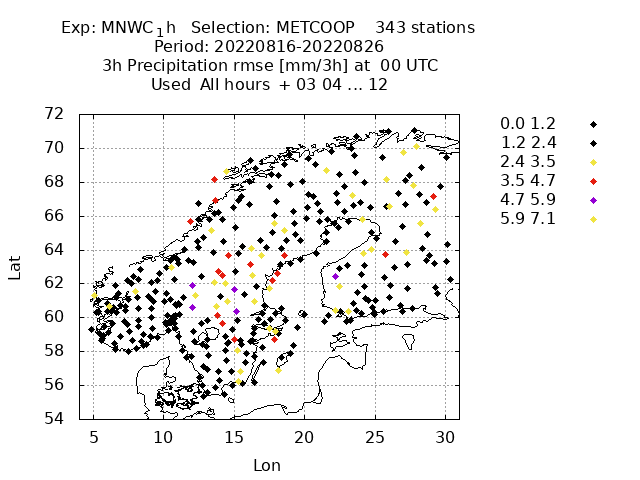 Exp: MNWC1h   Selection: METCOOP    343 stations
Period: 20220816-20220826
3h Precipitation rmse [mm/3h] at  00 UTC
Used  All hours  + 03 04 ... 12
0.0 1.2
1.2 2.4
2.4 3.5
3.5 4.7
4.7 5.9
5.9 7.1
72
70
68
66
64
62
60
58
56
54
Lat
5 10 15 20 25 30
Lon